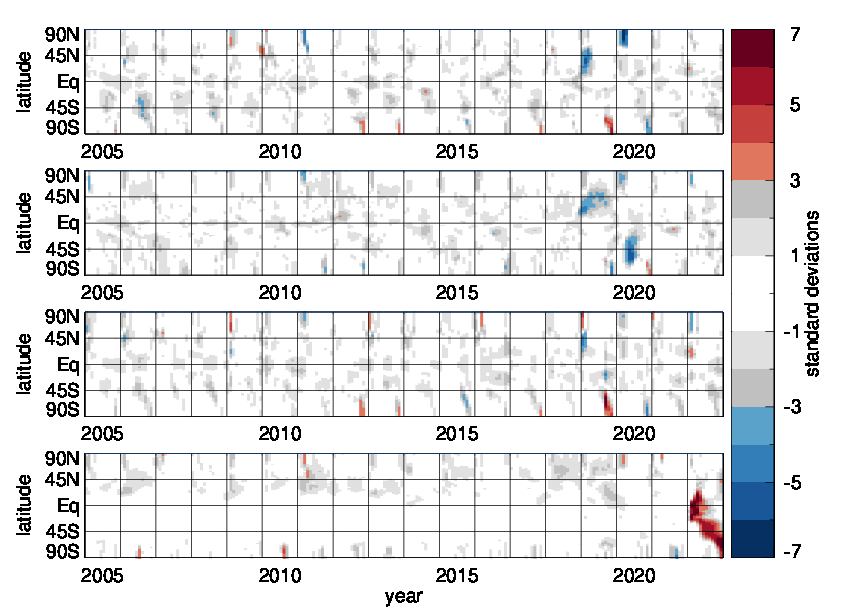 90N
45N
Eq
45S
90S
latitude
2005 2010 2015 2020
90N
45N
Eq
45S
90S
latitude
2005 2010 2015 2020
90N
45N
Eq
45S
90S
latitude
2005 2010 2015 2020
90N
45N
Eq
45S
90S
latitude
2005 2010 2015 2020
year
7
5
3
1
-1
-3
-5
-7
standard deviations